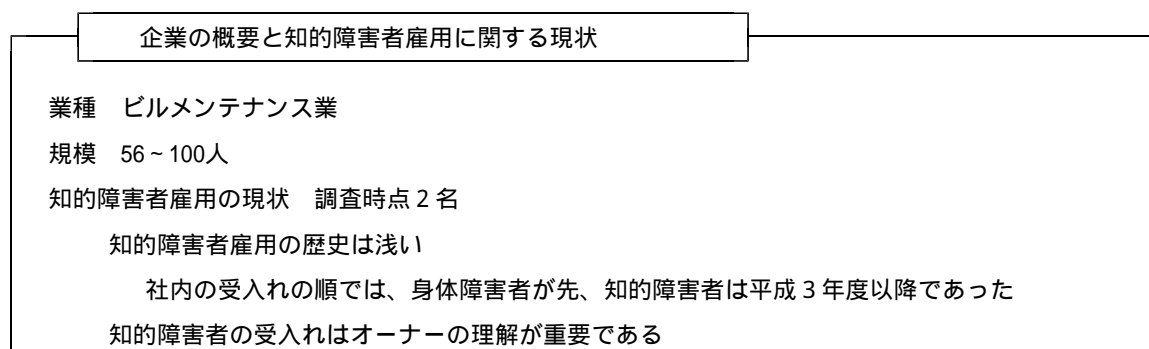 企業の概要と知的障害者雇用に関する現状
業種　ビルメンテナンス業
規模　56~100人
知的障害者雇用の現状　調査時点2名
知的障害者雇用の歴史は浅い
社内の受入れの順では、身体障害者が先、知的障害者は平成3年度以降であった
知的障害者の受入れはオーナーの理解が重要である